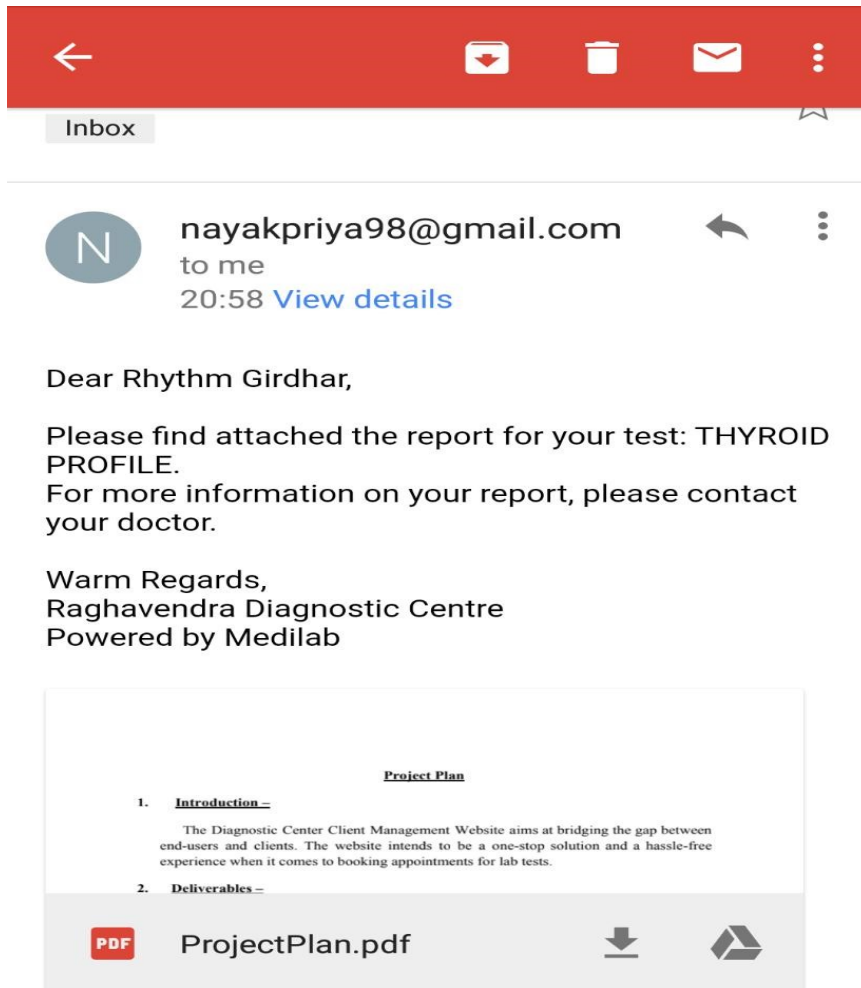 Inbox
N
nayakpriya98@gmail.com
to me
20:58 View details
Dear Rhythm Girdhar,
Please find attached the report for your test: THYROID
PROFILE.
For more information on your report, please contact
your doctor.
Warm Regards,
Raghavendra Diagnostic Centre
Powered by Medilab
Project Plan
1. Introduction –
The Diagnostic Center Client Management Website aims at bridging the gap between
end-users and clients. The website intends to be a one-stop solution and a hassle-free
experience when it comes to booking appointments for lab tests.
2. Deliverables –
PDF ProjectPlan.pdf